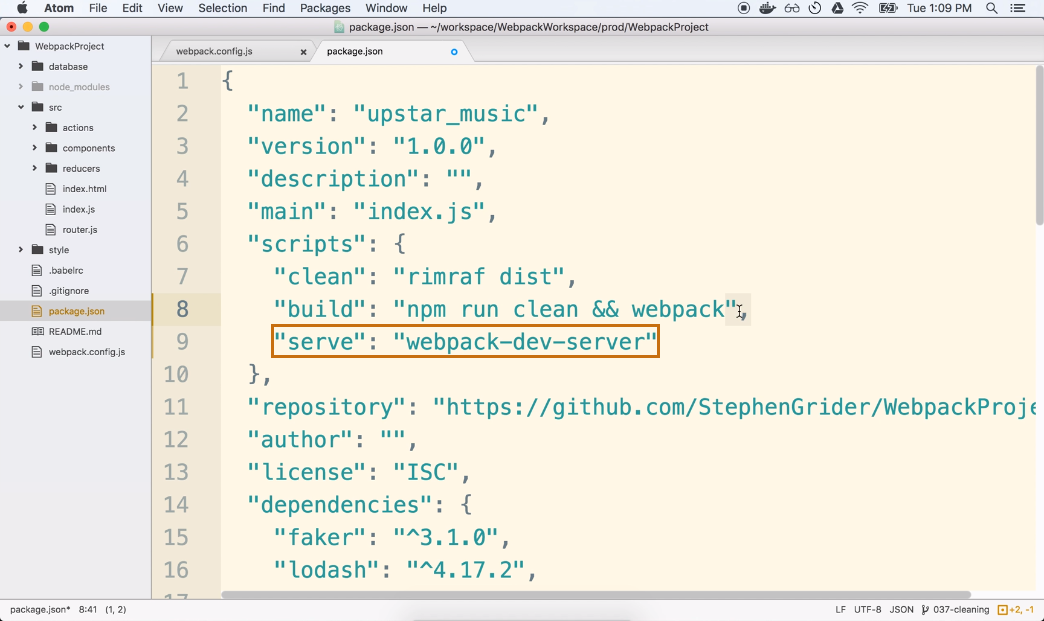 Atom File Edit View Selection Find Packages Window Help Tue 1:09 PM
package.json — ~/workspace/WebpackWorkspace/prod/WebpackProject
WebpackProject
database
node_modules
src
actions
components
reducers
index.html
index.js
router.js
style
.babelrc
.gitignore
package.json
README.md
webpack.config.js
webpack.config.js × package.json
1 {
2 "name": "upstar_music",
3 "version": "1.0.0",
4 "description": "",
5 "main": "index.js",
6 "scripts": {
7 "clean": "rimraf dist",
8 "build": "npm run clean && webpack",
9 "serve": "webpack-dev-server"
10 },
11 "repository": "https://github.com/StephenGrider/WebpackProje
12 "author": "",
13 "license": "ISC",
14 "dependencies": {
15 "faker": "^3.1.0",
16 "lodash": "^4.17.2",
17
package.json* 8:41 (1, 2) LF UTF-8 JSON 037-cleaning +2, -1